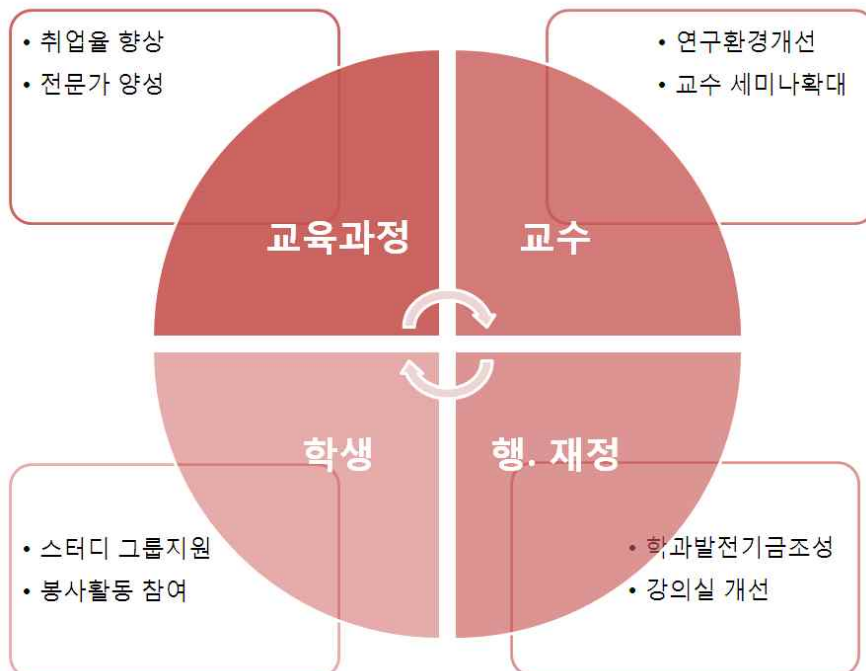 • 취업율 향상
• 전문가 양성
• 연구환경개선
• 교수 세미나확대
교육과정
교수
학생
행. 재정
• 스터디 그룹지원
• 봉사활동 참여
• 학과발전기금조성
• 강의실 개선